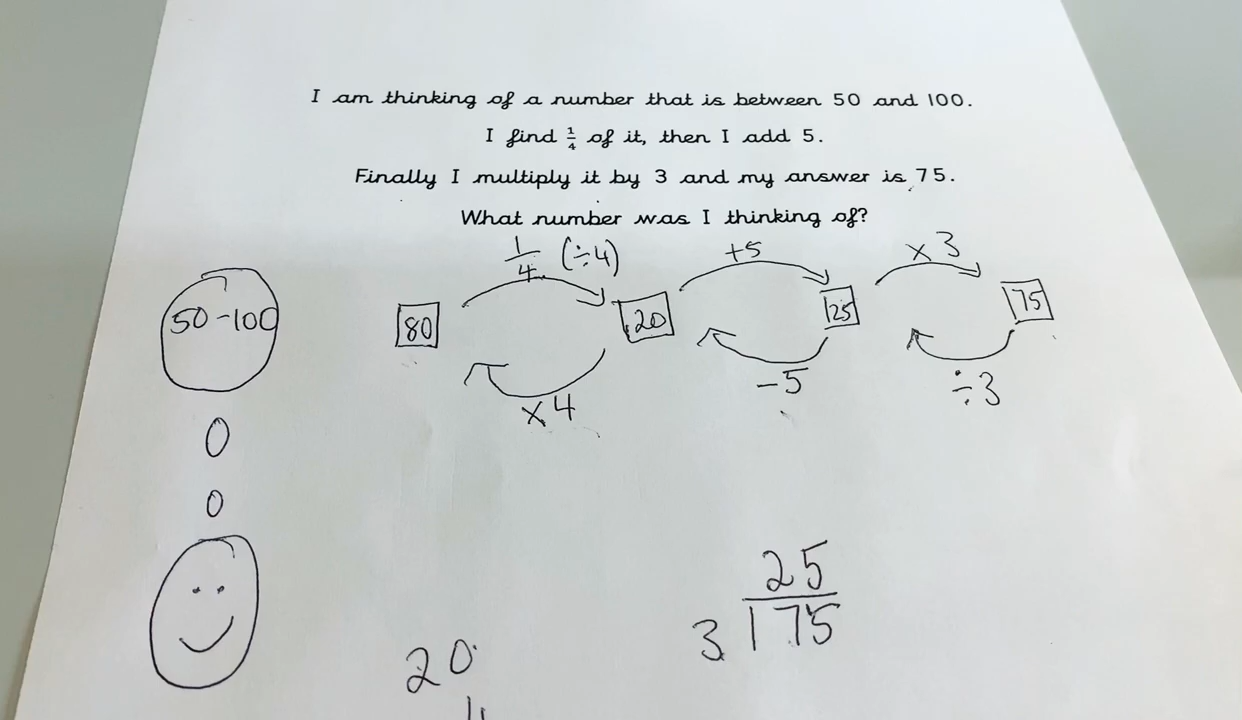 I am thinking of a number that is between 50 and 100.
I find 1/4 of it, then I add 5.
Finally I multiply it by 3 and my answer is 75.
What number was I thinking of?
1/4 (÷4) +5 ×3
50-100 80 20 25 75
×4 -5 ÷3
25
3 75
20